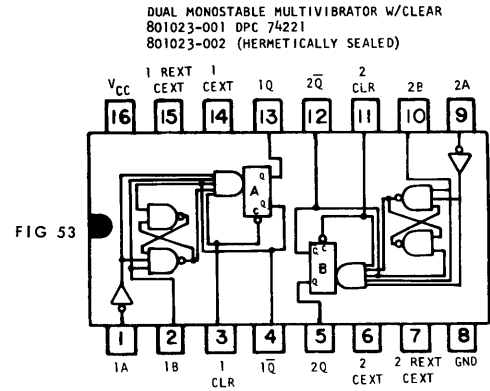 DUAL MONOSTABLE MULTIVIBRATOR W/CLEAR
801023-001 DPC 74221
801023-002 (HERMETICALLY SEALED)
VCC
1 REXT CEXT
1 CEXT
1Q
2Q̅
2 CLR
2B
2A
16 15 14 13 12 11 10 9
Q
A
Q̅
C
FIG 53
Q̅
C
B
Q
1 2 3 4 5 6 7 8
1A
1B
1 CLR
1Q̅
2Q
2 CEXT
2 REXT CEXT
GND